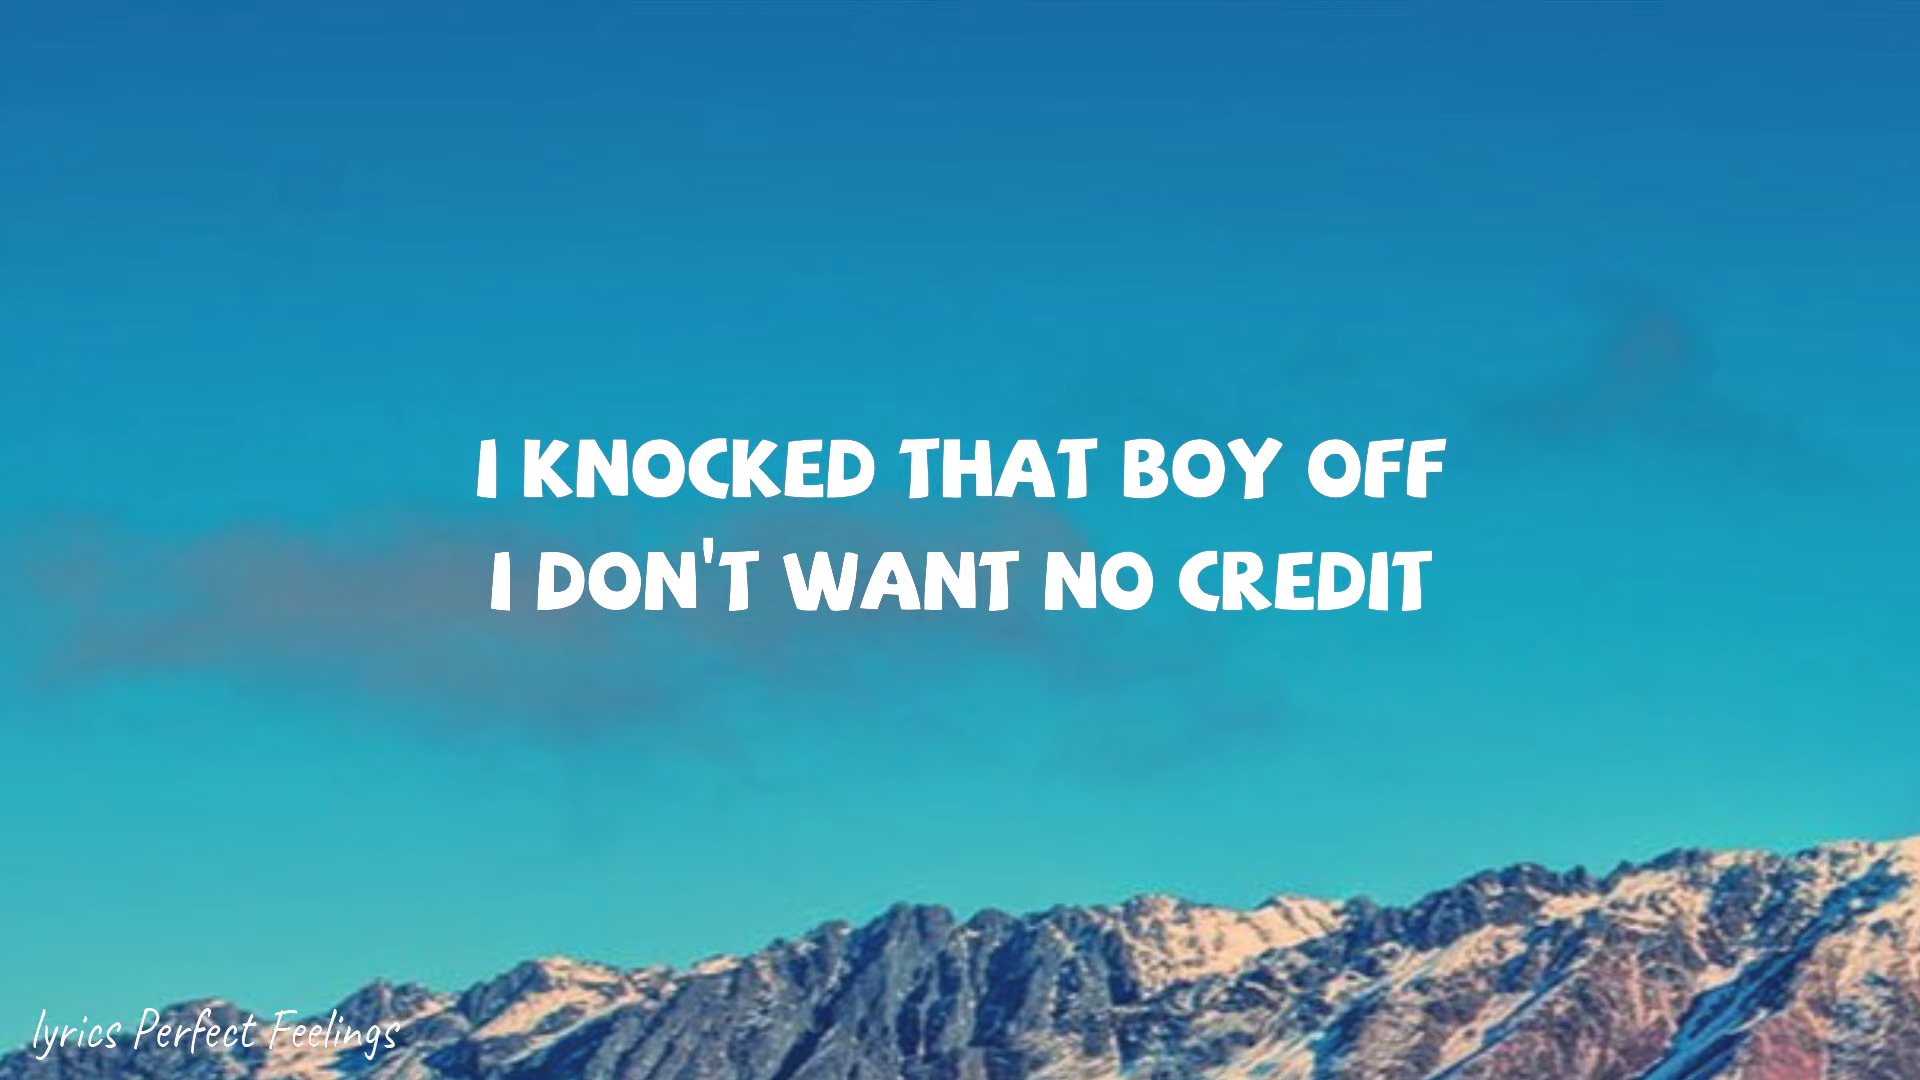 I KNOCKED THAT BOY OFF
I DON'T WANT NO CREDIT
lyrics Perfect Feelings